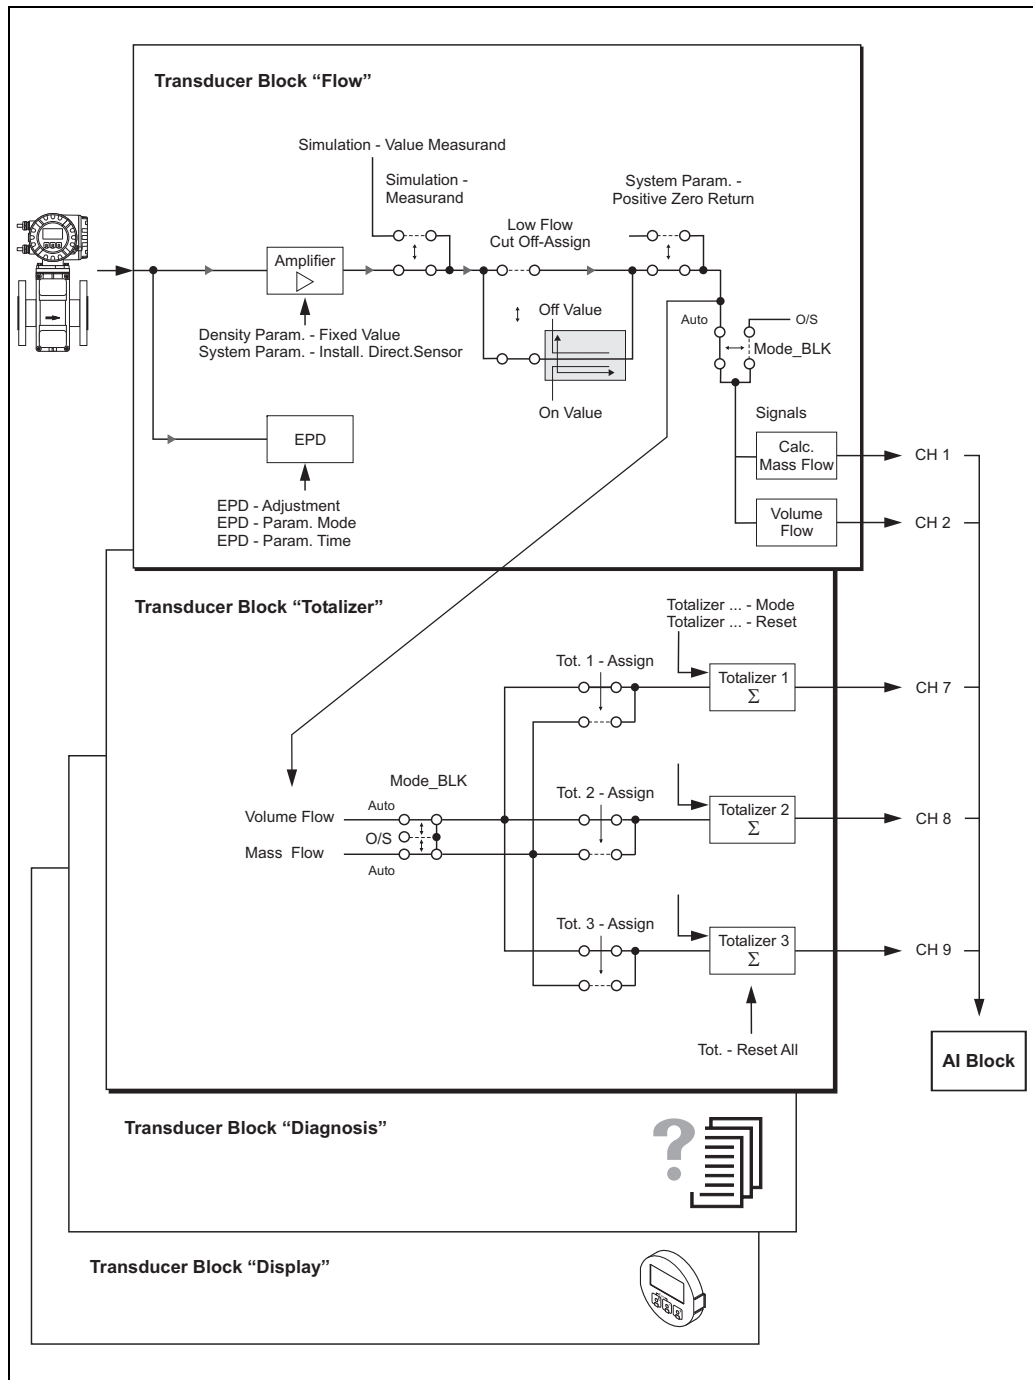 Transducer Block “Flow”
Simulation - Value Measurand
Simulation -
Measurand
System Param. -
Positive Zero Return
Low Flow
Cut Off-Assign
Amplifier
Density Param. - Fixed Value
System Param. - Install. Direct.Sensor
Off Value
On Value
Auto
O/S
Mode_BLK
Signals
EPD
EPD - Adjustment
EPD - Param. Mode
EPD - Param. Time
Calc.
Mass Flow
CH 1
Volume
Flow
CH 2
Transducer Block “Totalizer”
Totalizer ... - Mode
Totalizer ... - Reset
Tot. 1 - Assign
Totalizer 1
Σ
CH 7
Mode_BLK
Tot. 2 - Assign
Volume Flow
Auto
O/S
Mass Flow
Auto
Totalizer 2
Σ
CH 8
Tot. 3 - Assign
Totalizer 3
Σ
CH 9
Tot. - Reset All
AI Block
Transducer Block “Diagnosis”
?
Transducer Block “Display”